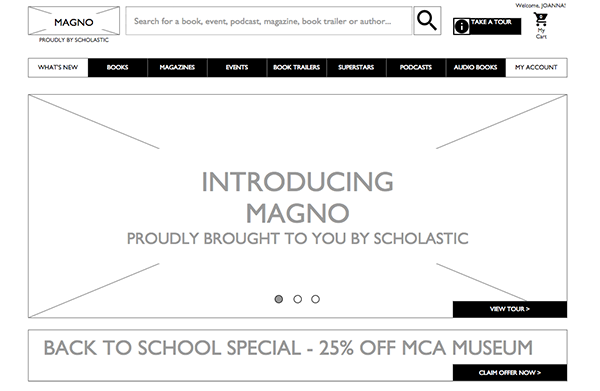 Welcome, JOANNA!
MAGNO
PROUDLY BY SCHOLASTIC
Search for a book, event, podcast, magazine, book trailer or author...
TAKE A TOUR
My
Cart
WHAT'S NEW BOOKS MAGAZINES EVENTS BOOK TRAILERS SUPERSTARS PODCASTS AUDIO BOOKS MY ACCOUNT
INTRODUCING
MAGNO
PROUDLY BROUGHT TO YOU BY SCHOLASTIC
VIEW TOUR >
BACK TO SCHOOL SPECIAL - 25% OFF MCA MUSEUM
CLAIM OFFER NOW >